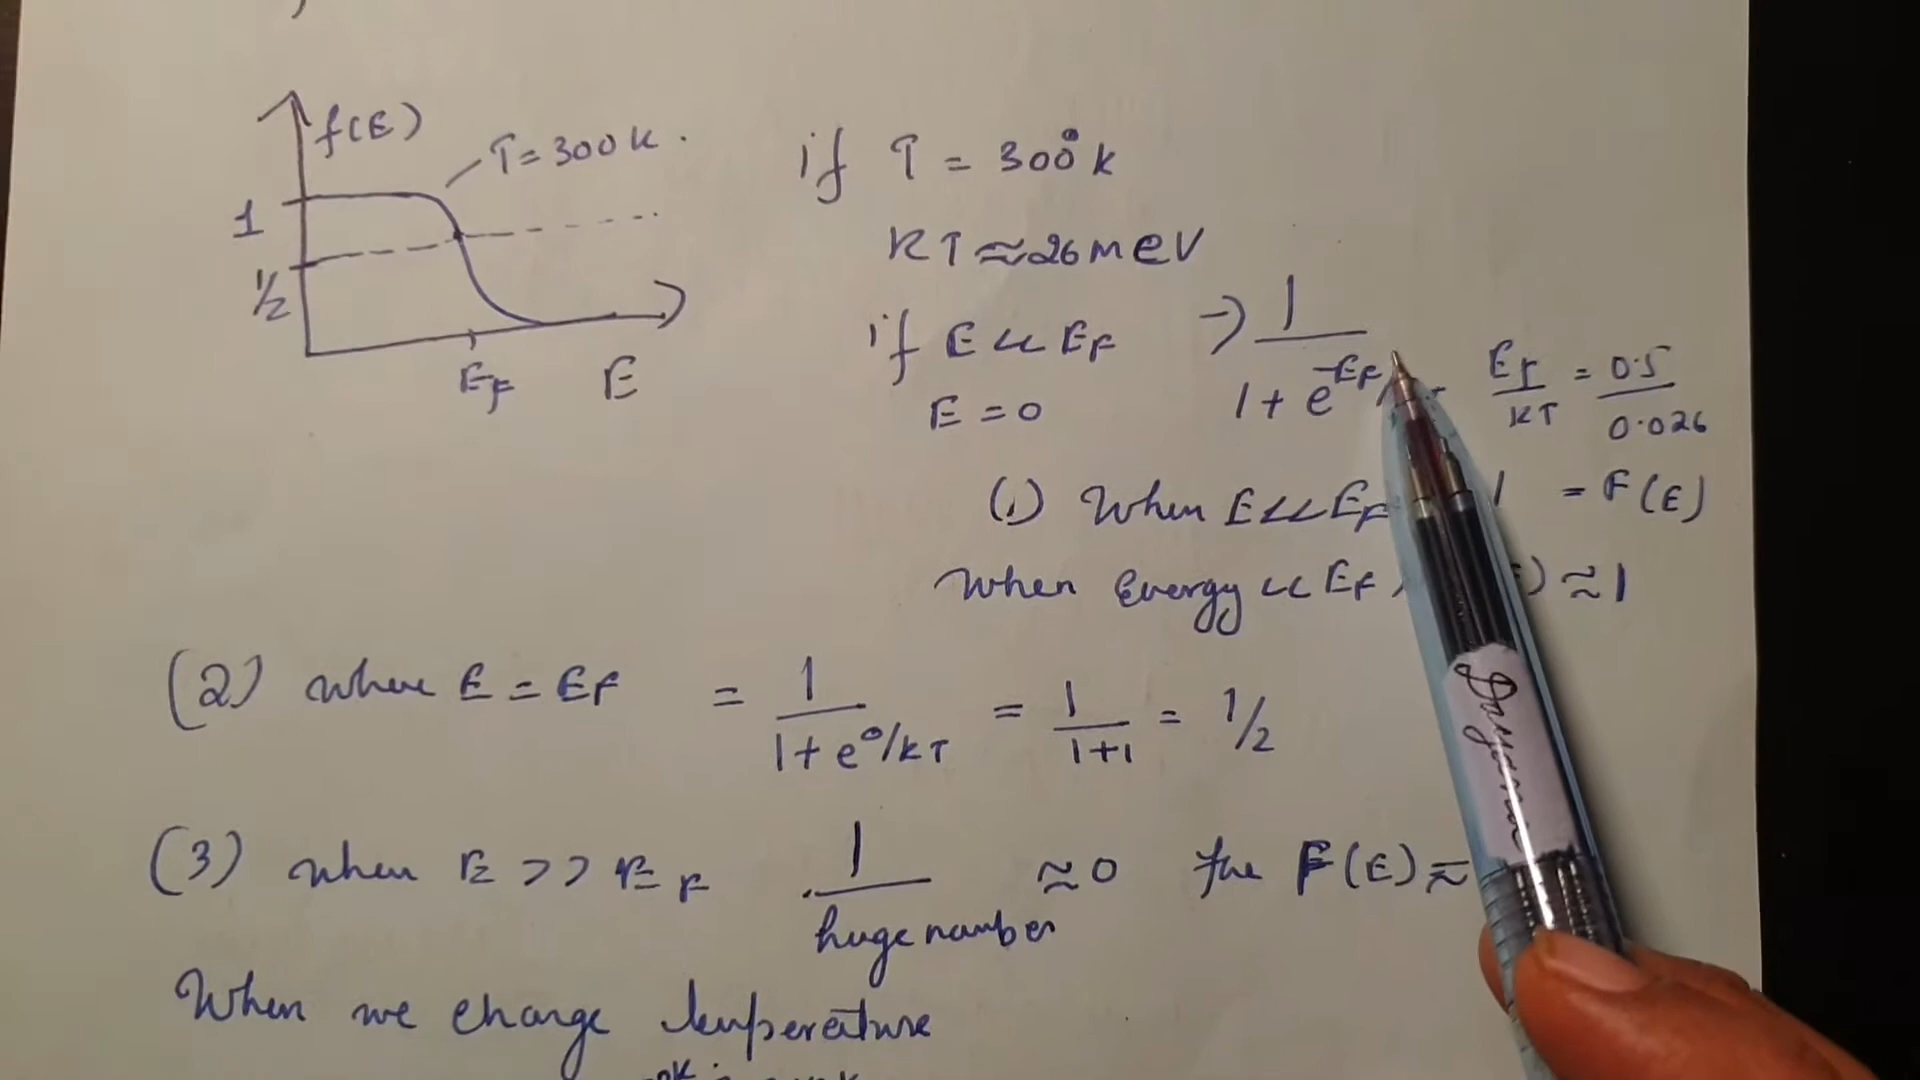 f(E)
T = 300 K .
1
1/2
EF
E
if T = 300° K
KT ≈ 26 meV
if E << EF → 1
1 + e^-EF/
EF = 0.5
KT 0.026
E = 0
(1) When E << EF 1 = F(E)
When Energy << EF ) ≈ 1
(2) where E = EF = 1 = 1 = 1/2
1 + e^0/KT 1+1
(3) when E >> EF 1 ≈ 0 the F(E) ≈
huge number
When we change temperature